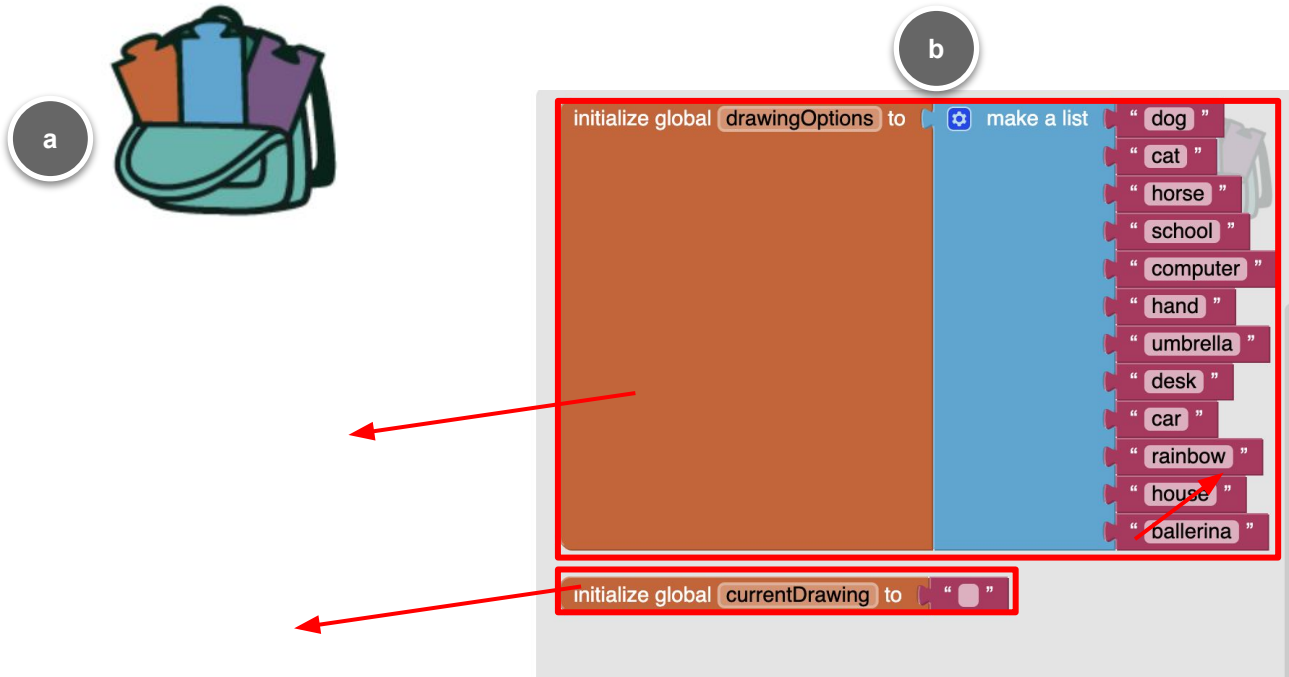 a
b
initialize global drawingOptions to make a list " dog "
" cat "
" horse "
" school "
" computer "
" hand "
" umbrella "
" desk "
" car "
" rainbow "
" house "
" ballerina "
initialize global currentDrawing to " "